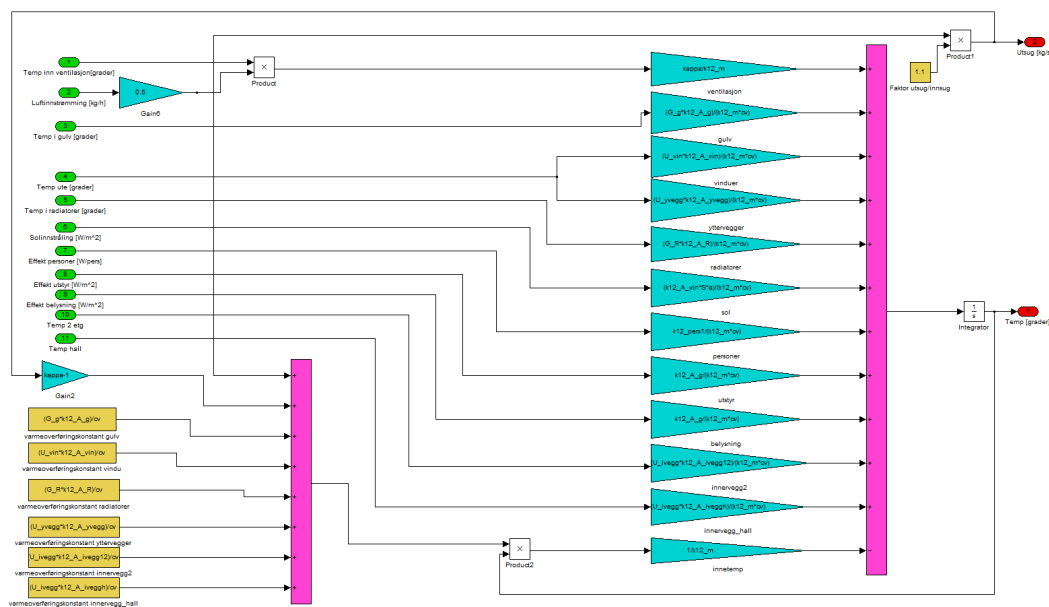 1
Temp inn ventilasjon[grader]
2
Luftinnstrømming [kg/h]
0.5
Gain6
×
Product
3
Temp i gulv [grader]
4
Temp ute [grader]
5
Temp i radiatorer [grader]
6
Solinnstråling [W/m^2]
7
Effekt personer [W/pers]
8
Effekt utstyr [W/m^2]
9
Effekt belysning [W/m^2]
10
Temp 2 etg
11
Temp hall
kappa-1
Gain2
(G_g*k12_A_g)/cv
varmeoverføringskonstant gulv
(U_vin*k12_A_vin)/cv
varmeoverføringskonstant vindu
(G_R*k12_A_R)/cv
varmeoverføringskonstant radiatorer
(U_yvegg*k12_A_yvegg)/cv
varmeoverføringskonstant yttervegger
U_ivegg*k12_A_ivegg12)/cv
varmeoverføringskonstant innervegg2
(U_ivegg*k12_A_iveggh)/cv
varmeoverføringskonstant innervegg_hall
×
Product2
kappa/k12_m
ventilasjon
(G_g*k12_A_g)/(k12_m*cv)
gulv
(U_vin*k12_A_vin)/(k12_m*cv)
vinduer
(U_yvegg*k12_A_yvegg)/(k12_m*cv)
yttervegger
(G_R*k12_A_R)/(k12_m*cv)
radiatorer
(k12_A_vin*S*a)/(k12_m*cv)
sol
k12_pers1/(k12_m*cv)
personer
k12_A_g/(k12_m*cv)
utstyr
k12_A_g/(k12_m*cv)
belysning
U_ivegg*k12_A_ivegg12)/(k12_m*cv)
innervegg2
U_ivegg*k12_A_iveggh)/(k12_m*cv)
innervegg_hall
1/k12_m
innetemp
×
Product1
1.1
Faktor utsug/innsug
Utsug [kg/s
1
s
Integrator
1
Temp [grader]